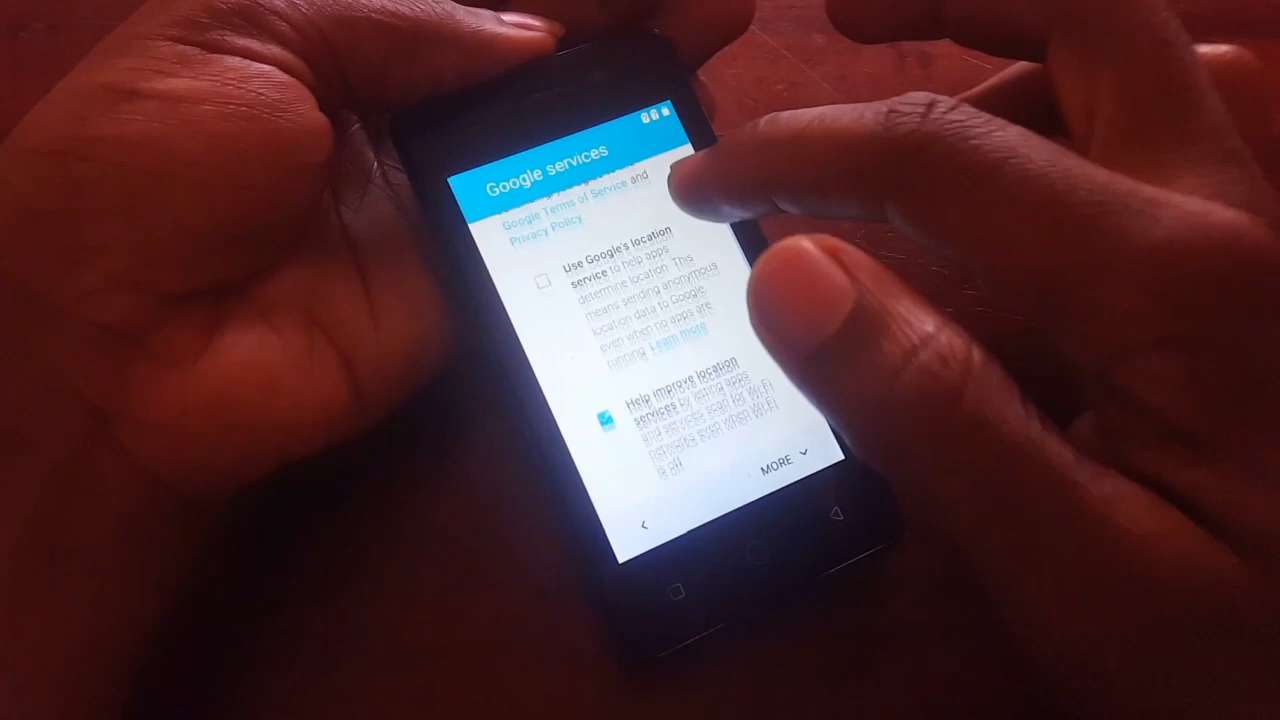 Google services
and
Google Terms of Service
Privacy Policy
Use Google's location
service to help apps
determine location. This
means sending anonymous
location data to Google
even when no apps are
running. Learn more
Help improve location
services by letting apps
and services scan for Wi-Fi
networks even when Wi-Fi
is off
MORE